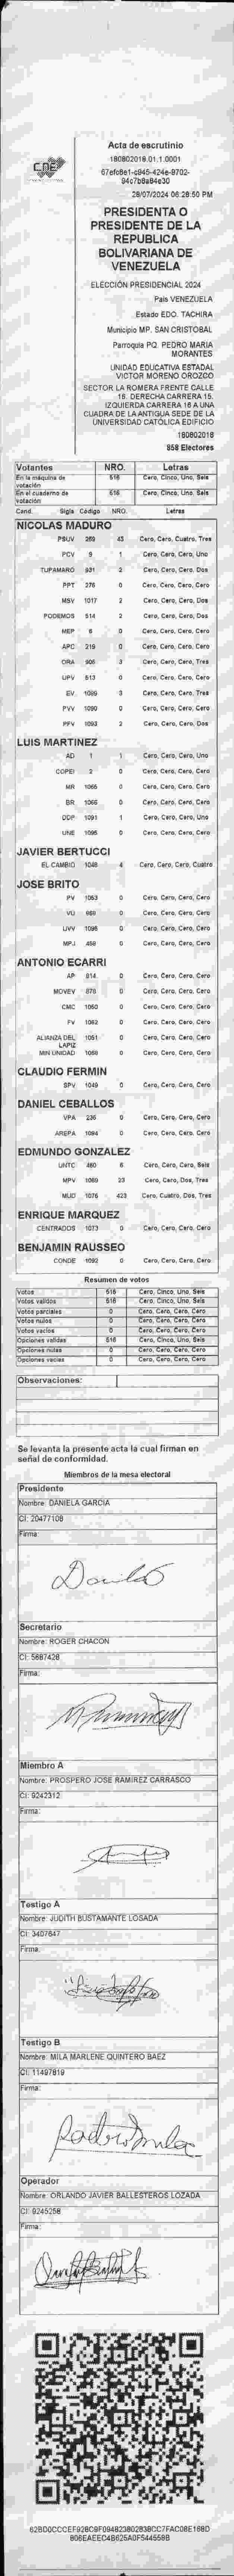 CNE
Acta de escrutinio
180802018.01.1.0001
28/07/2024 06:28:50 PM
PRESIDENTA O
PRESIDENTE DE LA
REPUBLICA
BOLIVARIANA DE
VENEZUELA
ELECCIÓN PRESIDENCIAL 2024
País VENEZUELA
Estado EDO. TACHIRA
Municipio MP. SAN CRISTOBAL
Parroquia PQ. PEDRO MARIA
MORANTES
UNIDAD EDUCATIVA ESTADAL
VICTOR MORENO OROZCO
SECTOR LA ROMERA FRENTE CALLE
16. DERECHA CARRERA 15.
IZQUIERDA CARRERA 16 A UNA
CUADRA DE LA ANTIGUA SEDE DE LA
UNIVERSIDAD CATÓLICA EDIFICIO
180802018
858 Electores
Votantes NRO. Letras
En la máquina de votación 516 Cero, Cinco, Uno, Seis
En el cuaderno de votación 516 Cero, Cinco, Uno, Seis
Cand. Sigla Código NRO. Letras
NICOLAS MADURO
PSUV 269 43 Cero, Cero, Cuatro, Tres
PCV 9 1 Cero, Cero, Cero, Uno
TUPAMARO 931 2 Cero, Cero, Cero, Dos
PPT 276 0 Cero, Cero, Cero, Cero
MSV 1017 2 Cero, Cero, Cero, Dos
PODEMOS 514 2 Cero, Cero, Cero, Dos
MEP 6 0 Cero, Cero, Cero, Cero
APC 219 0 Cero, Cero, Cero, Cero
ORA 906 3 Cero, Cero, Cero, Tres
UPV 613 0 Cero, Cero, Cero, Cero
EV 1089 3 Cero, Cero, Cero, Tres
PVV 1090 0 Cero, Cero, Cero, Cero
PFV 1093 2 Cero, Cero, Cero, Dos
LUIS MARTINEZ
AD 1 1 Cero, Cero, Cero, Uno
COPEI 2 0 Cero, Cero, Cero, Cero
MR 1065 0 Cero, Cero, Cero, Cero
BR 1066 0 Cero, Cero, Cero, Cero
DDP 1091 1 Cero, Cero, Cero, Uno
UNE 1095 0 Cero, Cero, Cero, Cero
JAVIER BERTUCCI
EL CAMBIO 1048 4 Cero, Cero, Cero, Cuatro
JOSE BRITO
PV 1053 0 Cero, Cero, Cero, Cero
VU 968 0 Cero, Cero, Cero, Cero
UVV 1096 0 Cero, Cero, Cero, Cero
MPJ 459 0 Cero, Cero, Cero, Cero
ANTONIO ECARRI
AP 914 0 Cero, Cero, Cero, Cero
MOVEV 878 0 Cero, Cero, Cero, Cero
CMC 1050 0 Cero, Cero, Cero, Cero
FV 1062 0 Cero, Cero, Cero, Cero
ALIANZA DEL LAPIZ 1051 0 Cero, Cero, Cero, Cero
MIN UNIDAD 1058 0 Cero, Cero, Cero, Cero
CLAUDIO FERMIN
SPV 1049 0 Cero, Cero, Cero, Cero
DANIEL CEBALLOS
VPA 236 0 Cero, Cero, Cero, Cero
AREPA 1094 0 Cero, Cero, Cero, Cero
EDMUNDO GONZALEZ
UNTC 480 6 Cero, Cero, Cero, Seis
MPV 1069 23 Cero, Cero, Dos, Tres
MUD 1076 423 Cero, Cuatro, Dos, Tres
ENRIQUE MARQUEZ
CENTRADOS 1073 0 Cero, Cero, Cero, Cero
BENJAMIN RAUSSEO
CONDE 1092 0 Cero, Cero, Cero, Cero
Resumen de votos
Votos 516 Cero, Cinco, Uno, Seis
Votos validos 516 Cero, Cinco, Uno, Seis
Votos parciales 0 Cero, Cero, Cero, Cero
Votos nulos 0 Cero, Cero, Cero, Cero
Votos vacios 0 Cero, Cero, Cero, Cero
Opciones validas 516 Cero, Cinco, Uno, Seis
Opciones nulas 0 Cero, Cero, Cero, Cero
Opciones vacias 0 Cero, Cero, Cero, Cero
Observaciones:
Se levanta la presente acta la cual firman en
señal de conformidad.
Miembros de la mesa electoral
Presidente
Nombre: DANIELA GARCIA
CI: 20477108
Firma:
Secretario
Nombre: ROGER CHACON
CI: 5687428
Firma:
Miembro A
Nombre: PROSPERO JOSE RAMIREZ CARRASCO
CI: 9242312
Firma:
Testigo A
Nombre: JUDITH BUSTAMANTE LOSADA
CI: 3407647
Firma:
Testigo B
Nombre: MILA MARLENE QUINTERO BAEZ
CI: 11497819
Firma:
Operador
Nombre: ORLANDO JAVIER BALLESTEROS LOZADA
CI: 9245258
Firma: